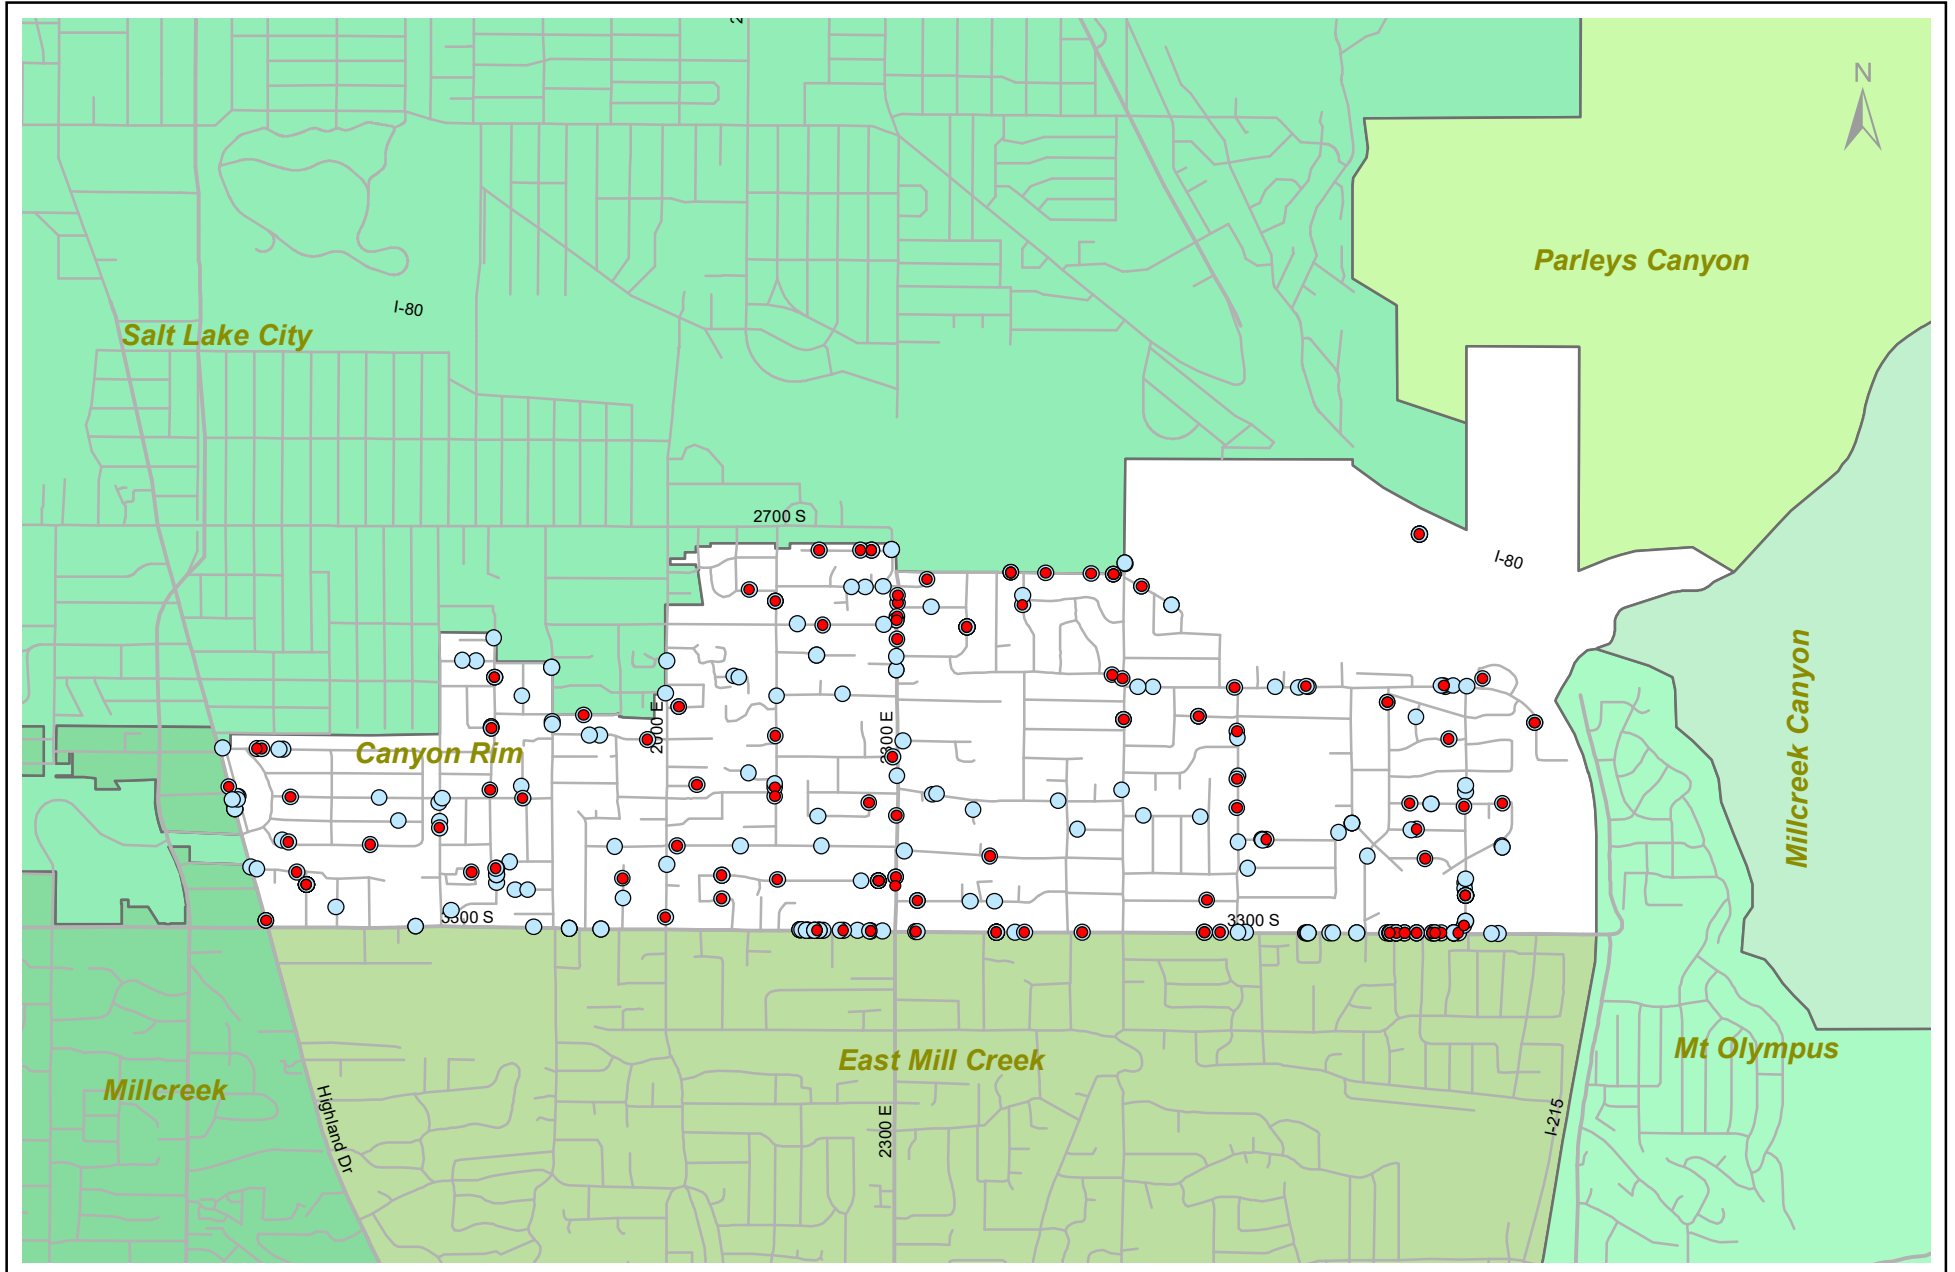 N
Parleys Canyon
I-80
Salt Lake City
2700 S
I-80
Millcreek Canyon
2000 E
2300 E
Canyon Rim
3300 S
3300 S
Mt Olympus
East Mill Creek
Millcreek
Highland Dr
2300 E
I-215